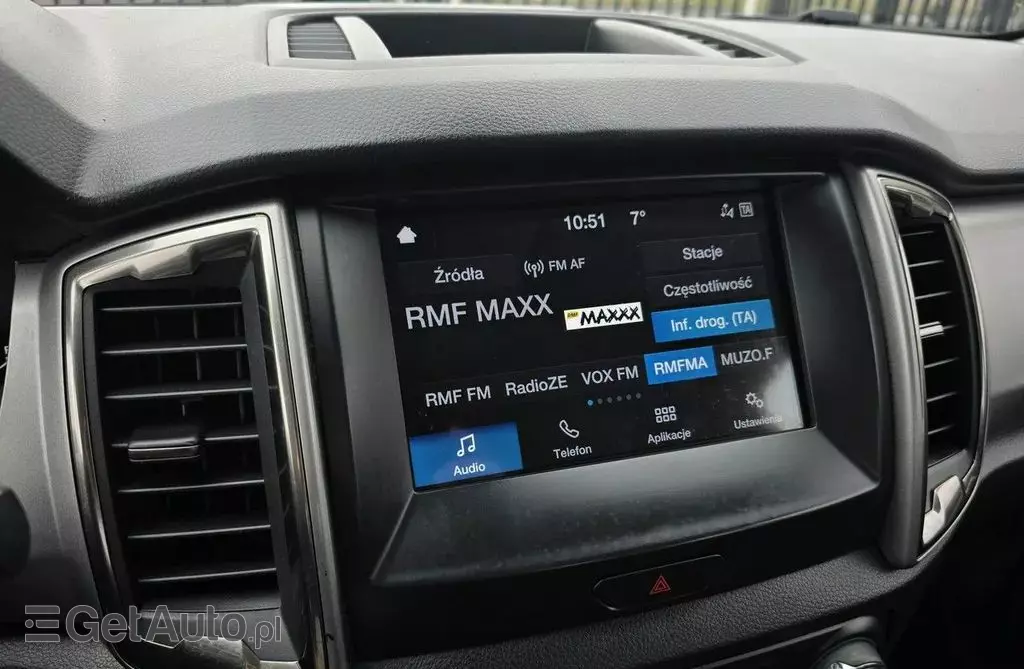 10:51 7° TA
Źródła FM AF Stacje
Częstotliwość
RMF MAXX RMF MAXXX Inf. drog. (TA)
RMF FM RadioZE VOX FM RMFMA MUZO.F
Audio Telefon Aplikacje Ustawienia
GetAuto.pl